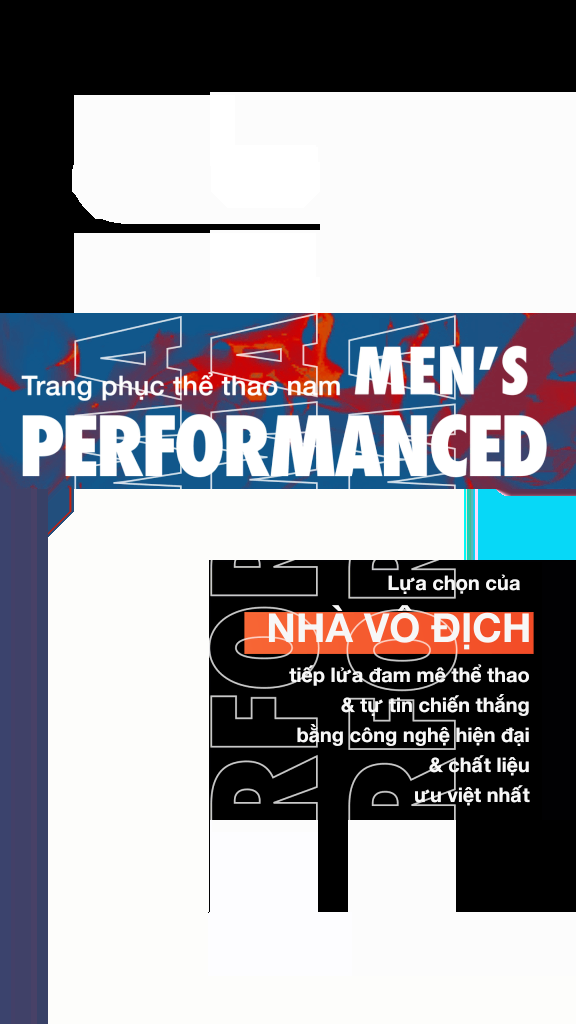 Trang phục thể thao nam MEN'S
PERFORMANCED
Lựa chọn của
NHÀ VÔ ĐỊCH
tiếp lửa đam mê thể thao
& tự tin chiến thắng
bằng công nghệ hiện đại
& chất liệu
ưu việt nhất